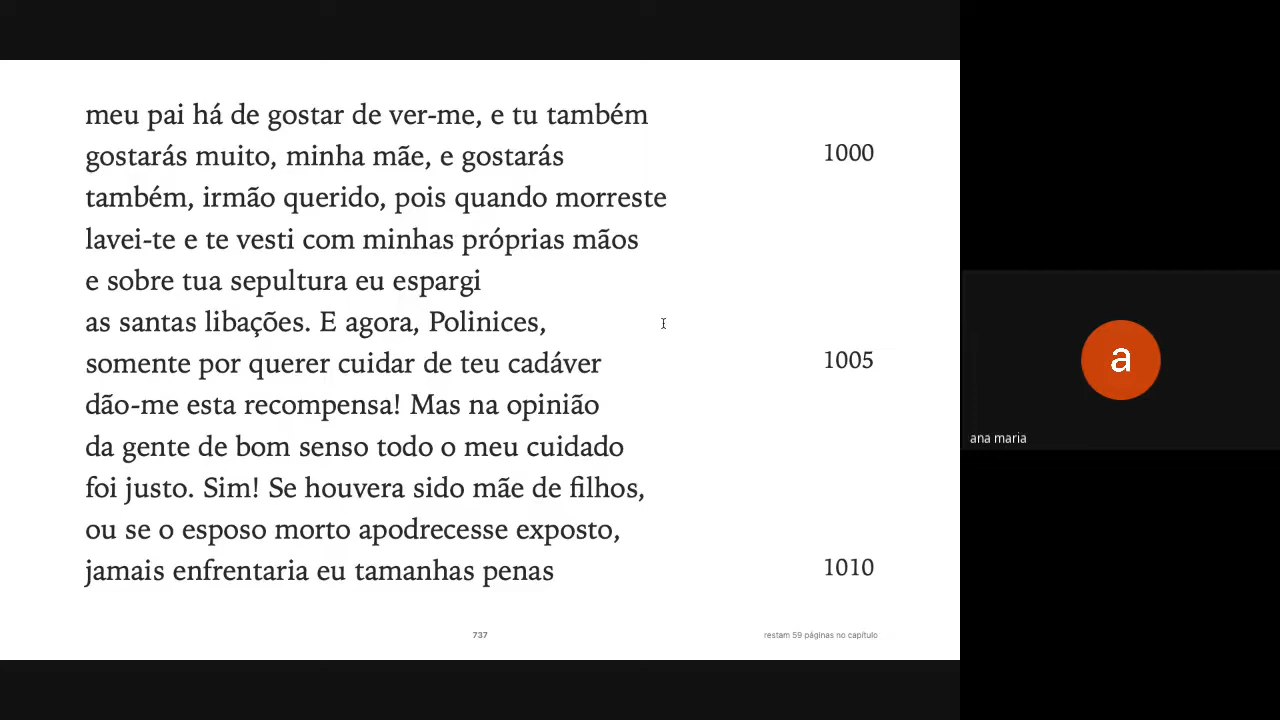 meu pai há de gostar de ver-me, e tu também
gostarás muito, minha mãe, e gostarás 1000
também, irmão querido, pois quando morreste
lavei-te e te vesti com minhas próprias mãos
e sobre tua sepultura eu espargi
as santas libações. E agora, Polinices,
somente por querer cuidar de teu cadáver 1005
dão-me esta recompensa! Mas na opinião
da gente de bom senso todo o meu cuidado
foi justo. Sim! Se houvera sido mãe de filhos,
ou se o esposo morto apodrecesse exposto,
jamais enfrentaria eu tamanhas penas 1010
737 restam 59 páginas no capítulo
a
ana maria